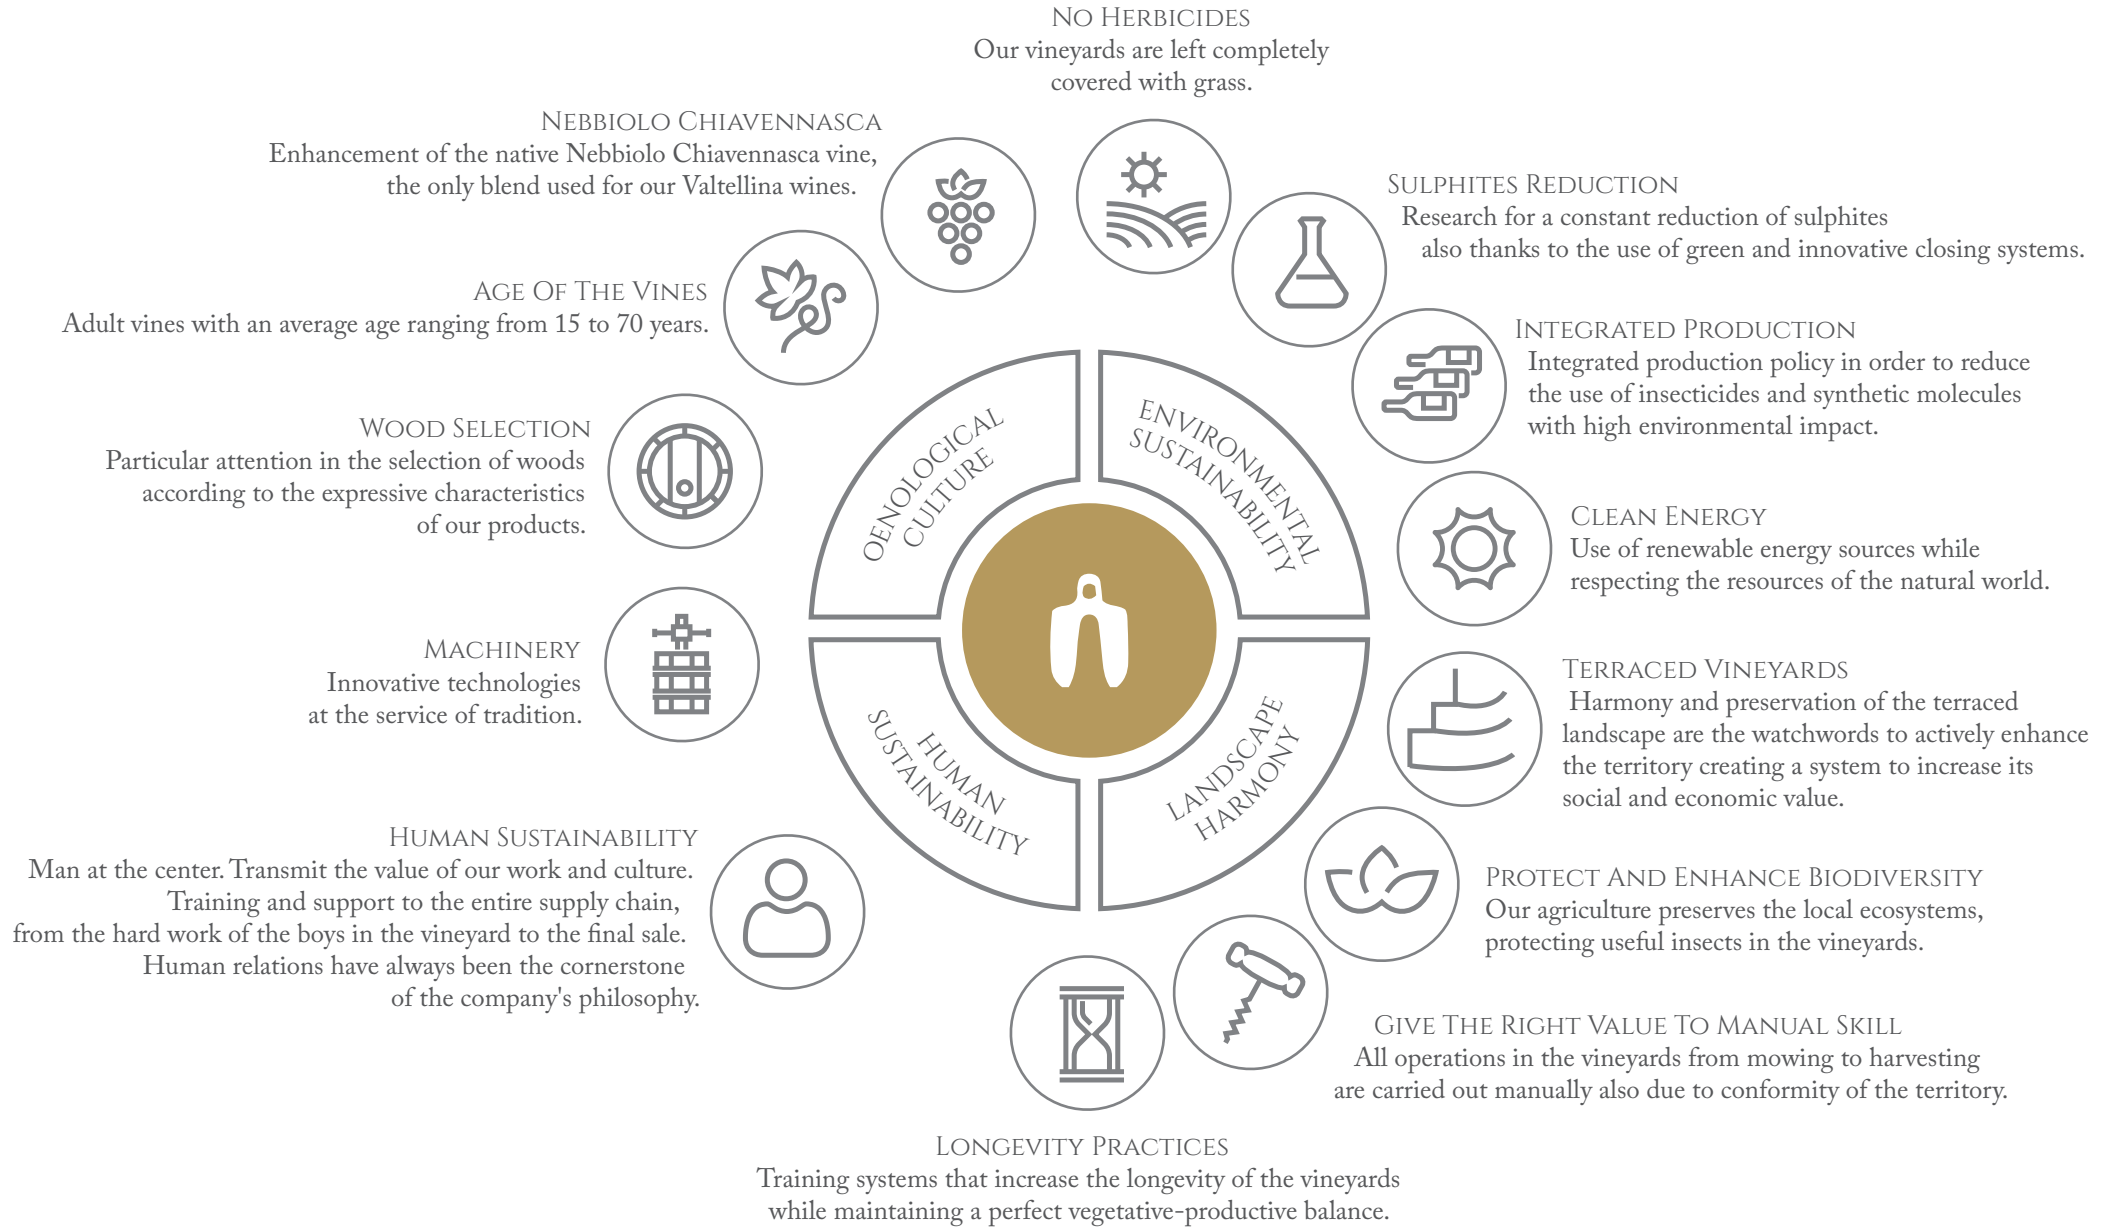 NO HERBICIDES
Our vineyards are left completely
covered with grass.
NEBBIOLO CHIAVENNASCA
Enhancement of the native Nebbiolo Chiavennasca vine,
the only blend used for our Valtellina wines.
SULPHITES REDUCTION
Research for a constant reduction of sulphites
also thanks to the use of green and innovative closing systems.
AGE OF THE VINES
Adult vines with an average age ranging from 15 to 70 years.
INTEGRATED PRODUCTION
Integrated production policy in order to reduce
the use of insecticides and synthetic molecules
with high environmental impact.
WOOD SELECTION
Particular attention in the selection of woods
according to the expressive characteristics
of our products.
OENOLOGICAL
CULTURE
ENVIRONMENTAL
SUSTAINABILITY
CLEAN ENERGY
Use of renewable energy sources while
respecting the resources of the natural world.
MACHINERY
Innovative technologies
at the service of tradition.
TERRACED VINEYARDS
Harmony and preservation of the terraced
landscape are the watchwords to actively enhance
the territory creating a system to increase its
social and economic value.
HUMAN
SUSTAINABILITY
LANDSCAPE
HARMONY
HUMAN SUSTAINABILITY
Man at the center. Transmit the value of our work and culture.
Training and support to the entire supply chain,
from the hard work of the boys in the vineyard to the final sale.
Human relations have always been the cornerstone
of the company's philosophy.
PROTECT AND ENHANCE BIODIVERSITY
Our agriculture preserves the local ecosystems,
protecting useful insects in the vineyards.
GIVE THE RIGHT VALUE TO MANUAL SKILL
All operations in the vineyards from mowing to harvesting
are carried out manually also due to conformity of the territory.
LONGEVITY PRACTICES
Training systems that increase the longevity of the vineyards
while maintaining a perfect vegetative-productive balance.